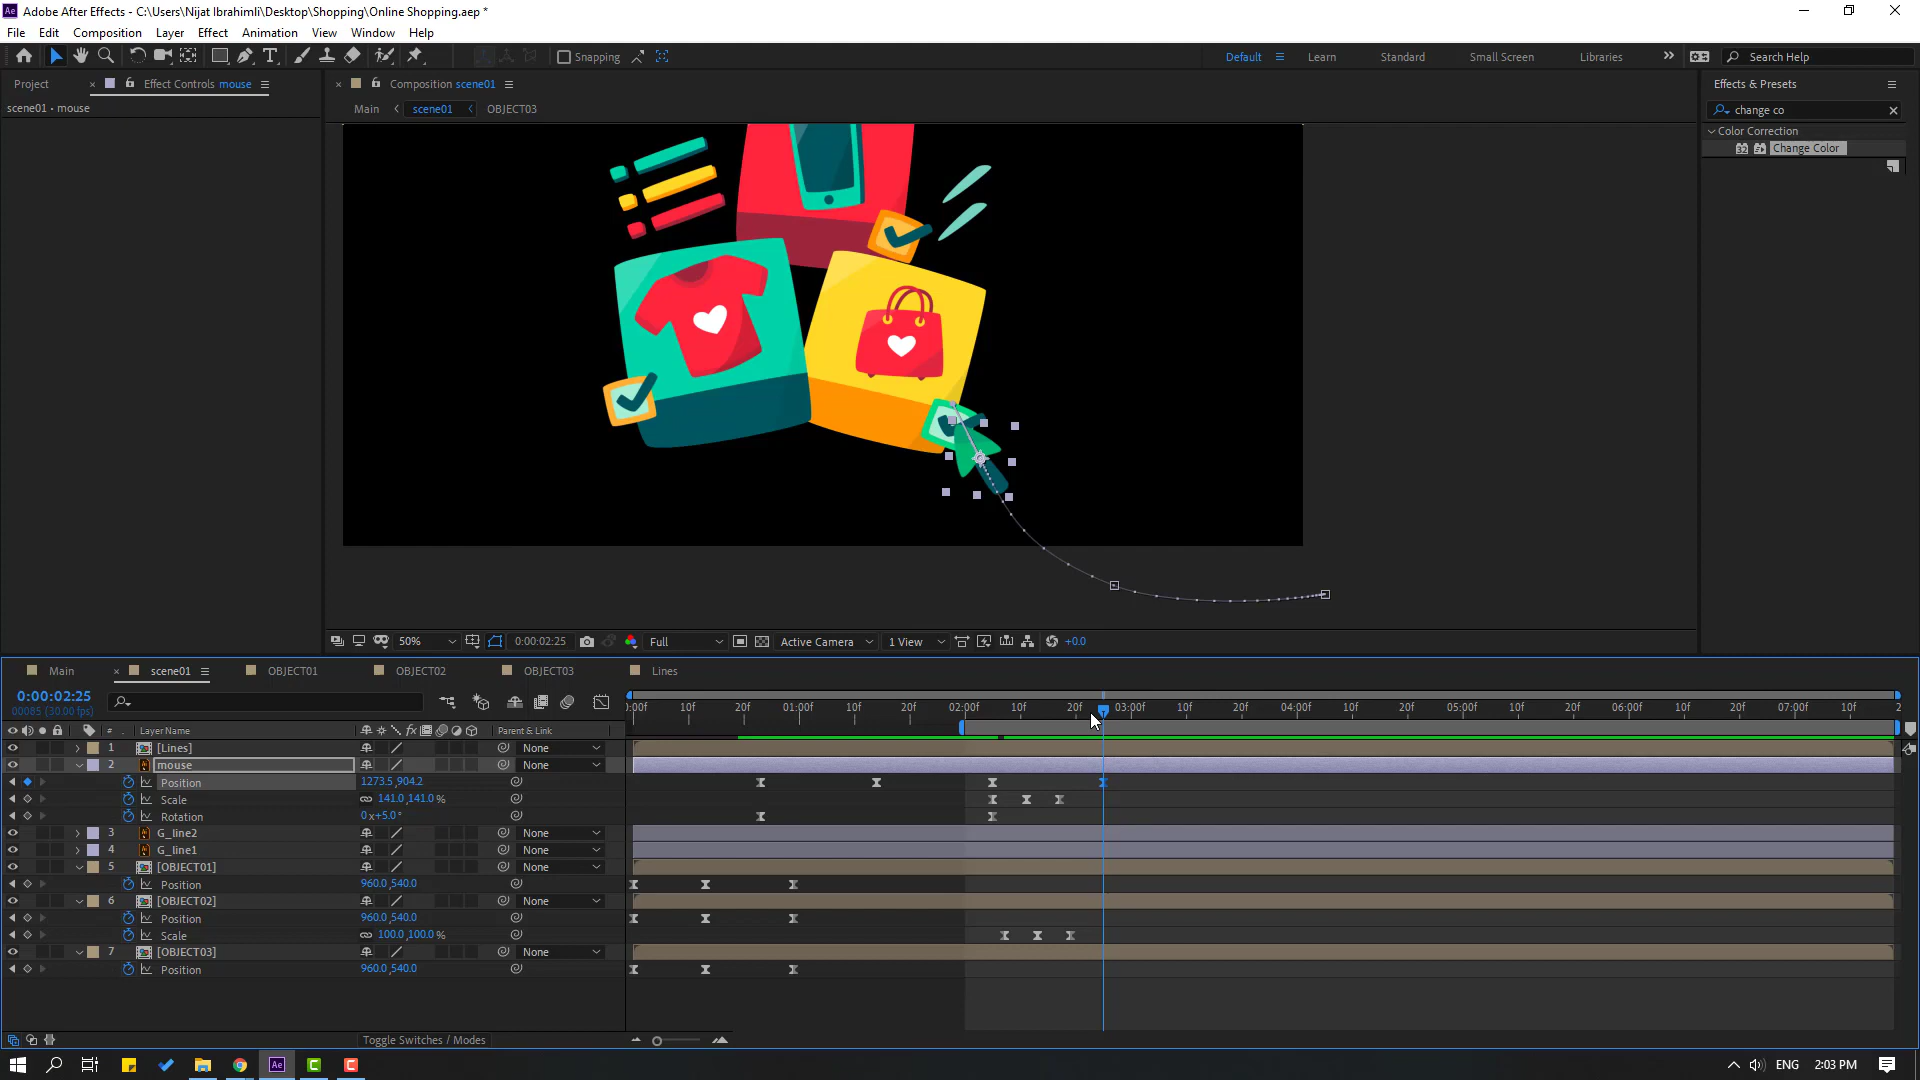 Adobe After Effects - C:\Users\Nijat Ibrahimli\Desktop\Shopping\Online Shopping.aep *
File Edit Composition Layer Effect Animation View Window Help
Snapping Default Learn Standard Small Screen Libraries Search Help
Project Effect Controls mouse Composition scene01 Effects & Presets
scene01 • mouse Main scene01 OBJECT03 change co
Color Correction
Change Color
50% 0:00:02:25 Full Active Camera 1 View +0.0
Main scene01 OBJECT01 OBJECT02 OBJECT03 Lines
0:00:02:25
00085 (30.00 fps)
0:00f 10f 20f 01:00f 10f 20f 02:00f 10f 20f 03:00f 10f 20f 04:00f 10f 20f 05:00f 10f 20f 06:00f 10f 20f 07:00f 10f 2
# Layer Name fx Parent & Link
1 [Lines] None
2 mouse None
Position 1273.5,904.2
Scale 141.0,141.0%
Rotation 0x+5.0°
3 G_line2 None
4 G_line1 None
5 [OBJECT01] None
Position 960.0,540.0
6 [OBJECT02] None
Position 960.0,540.0
Scale 100.0,100.0%
7 [OBJECT03] None
Position 960.0,540.0
Toggle Switches / Modes
Ae C C ENG 2:03 PM